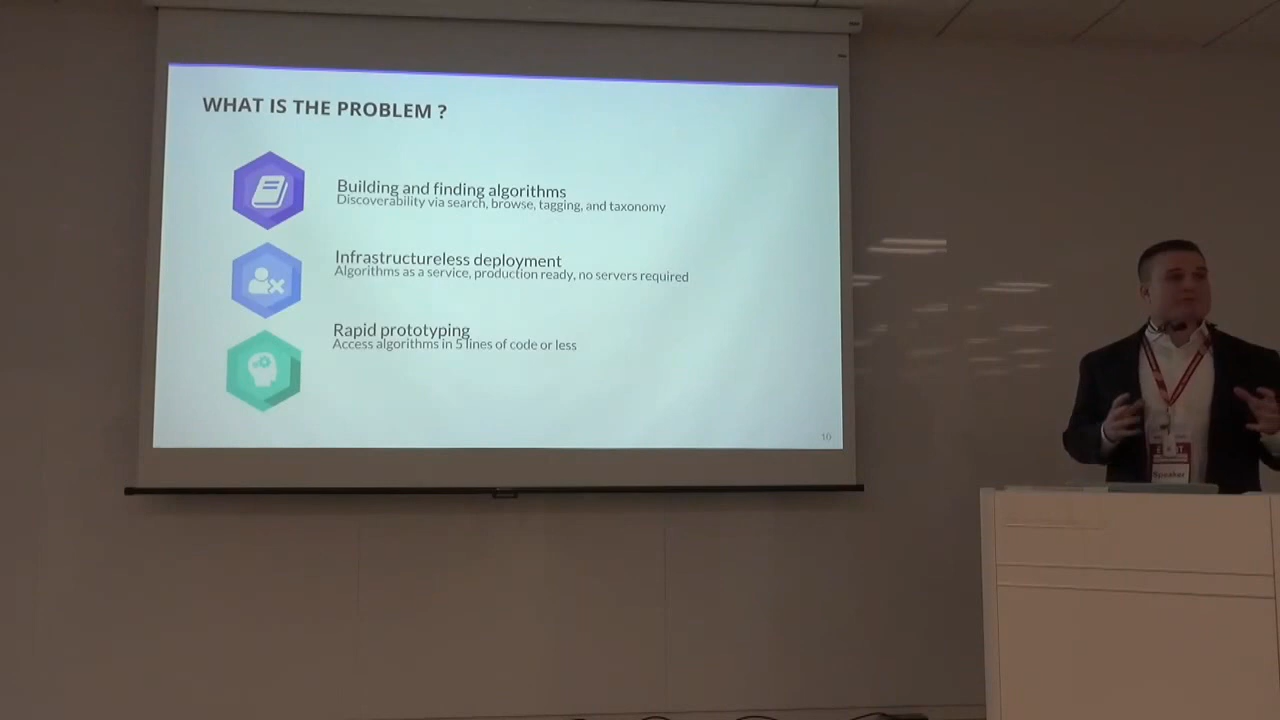 WHAT IS THE PROBLEM ?
Building and finding algorithms
Discoverability via search, browse, tagging, and taxonomy
Infrastructureless deployment
Algorithms as a service, production ready, no servers required
Rapid prototyping
Access algorithms in 5 lines of code or less
10
Speaker